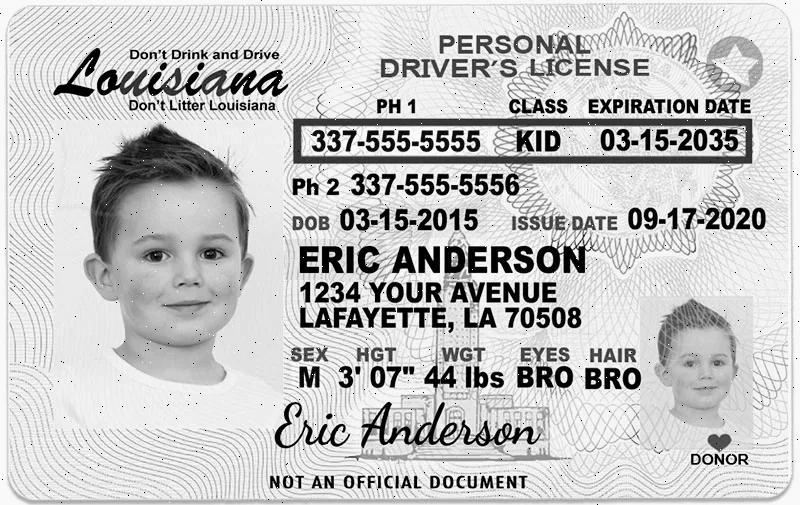 Don't Drink and Drive
Louisiana
Don't Litter Louisiana
PERSONAL
DRIVER'S LICENSE
PH 1 CLASS EXPIRATION DATE
337-555-5555 KID 03-15-2035
Ph 2 337-555-5556
DOB 03-15-2015 ISSUE DATE 09-17-2020
ERIC ANDERSON
1234 YOUR AVENUE
LAFAYETTE, LA 70508
SEX HGT WGT EYES HAIR
M 3' 07" 44 lbs BRO BRO
Eric Anderson
DONOR
NOT AN OFFICIAL DOCUMENT